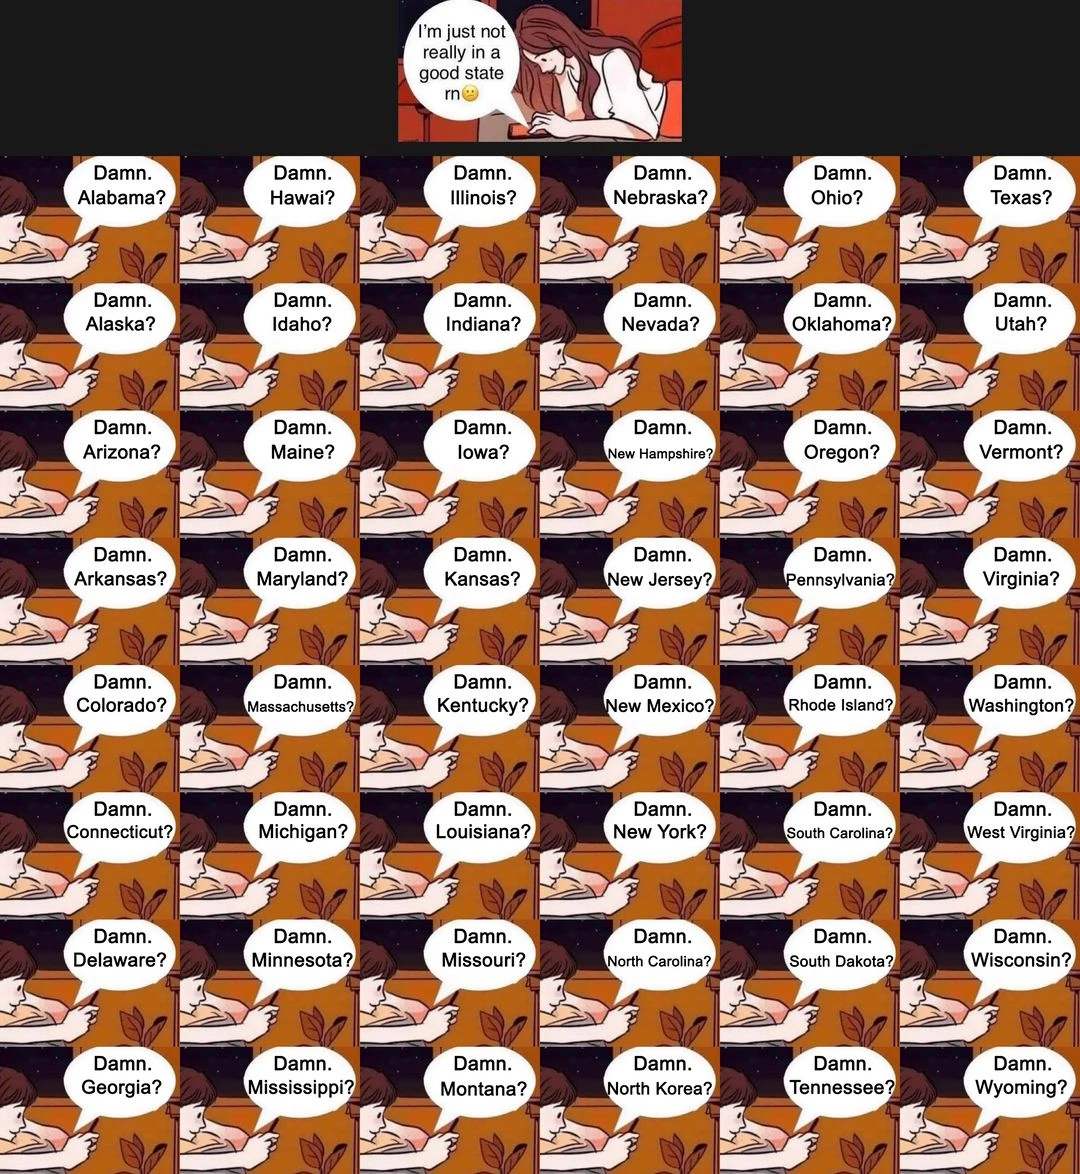 I'm just not
really in a
good state
rn😕
Damn.
Alabama?
Damn.
Hawai?
Damn.
Illinois?
Damn.
Nebraska?
Damn.
Ohio?
Damn.
Texas?
Damn.
Alaska?
Damn.
Idaho?
Damn.
Indiana?
Damn.
Nevada?
Damn.
Oklahoma?
Damn.
Utah?
Damn.
Arizona?
Damn.
Maine?
Damn.
Iowa?
Damn.
New Hampshire?
Damn.
Oregon?
Damn.
Vermont?
Damn.
Arkansas?
Damn.
Maryland?
Damn.
Kansas?
Damn.
New Jersey?
Damn.
Pennsylvania?
Damn.
Virginia?
Damn.
Colorado?
Damn.
Massachusetts?
Damn.
Kentucky?
Damn.
New Mexico?
Damn.
Rhode Island?
Damn.
Washington?
Damn.
Connecticut?
Damn.
Michigan?
Damn.
Louisiana?
Damn.
New York?
Damn.
South Carolina?
Damn.
West Virginia?
Damn.
Delaware?
Damn.
Minnesota?
Damn.
Missouri?
Damn.
North Carolina?
Damn.
South Dakota?
Damn.
Wisconsin?
Damn.
Georgia?
Damn.
Mississippi?
Damn.
Montana?
Damn.
North Korea?
Damn.
Tennessee?
Damn.
Wyoming?